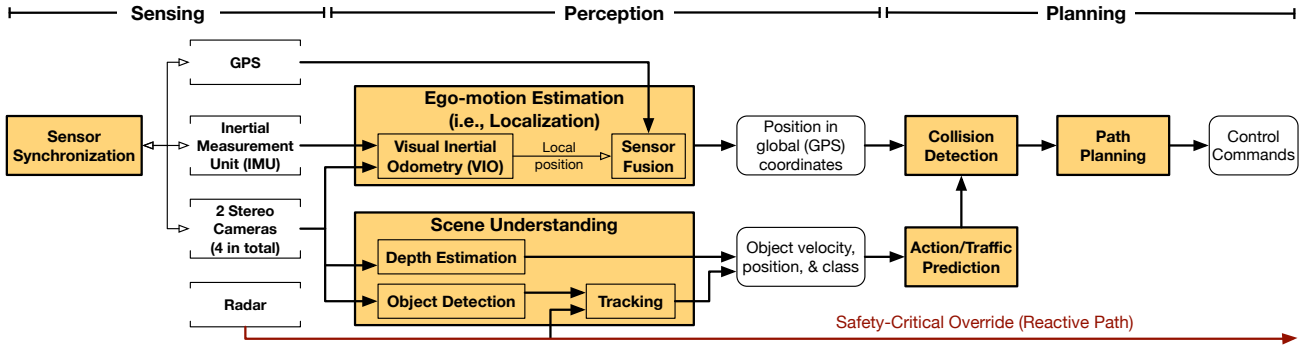 Sensing
Perception
Planning
GPS
Sensor
Synchronization
Inertial
Measurement
Unit (IMU)
2 Stereo
Cameras
(4 in total)
Radar
Ego-motion Estimation
(i.e., Localization)
Visual Inertial
Odometry (VIO)
Local
position
Sensor
Fusion
Scene Understanding
Depth Estimation
Object Detection
Tracking
Position in
global (GPS)
coordinates
Object velocity,
position, & class
Collision
Detection
Action/Traffic
Prediction
Path
Planning
Control
Commands
Safety-Critical Override (Reactive Path)